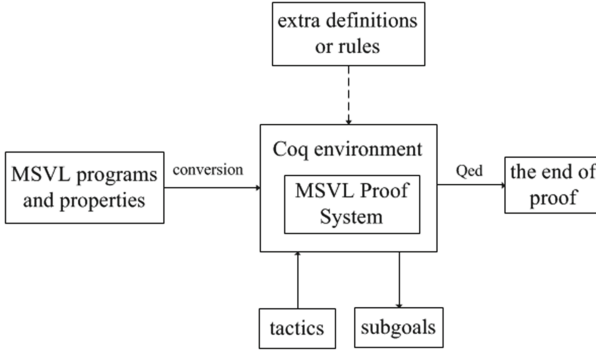 extra definitions
or rules
Coq environment
MSVL Proof
System
MSVL programs
and properties
conversion
Qed
the end of
proof
tactics
subgoals